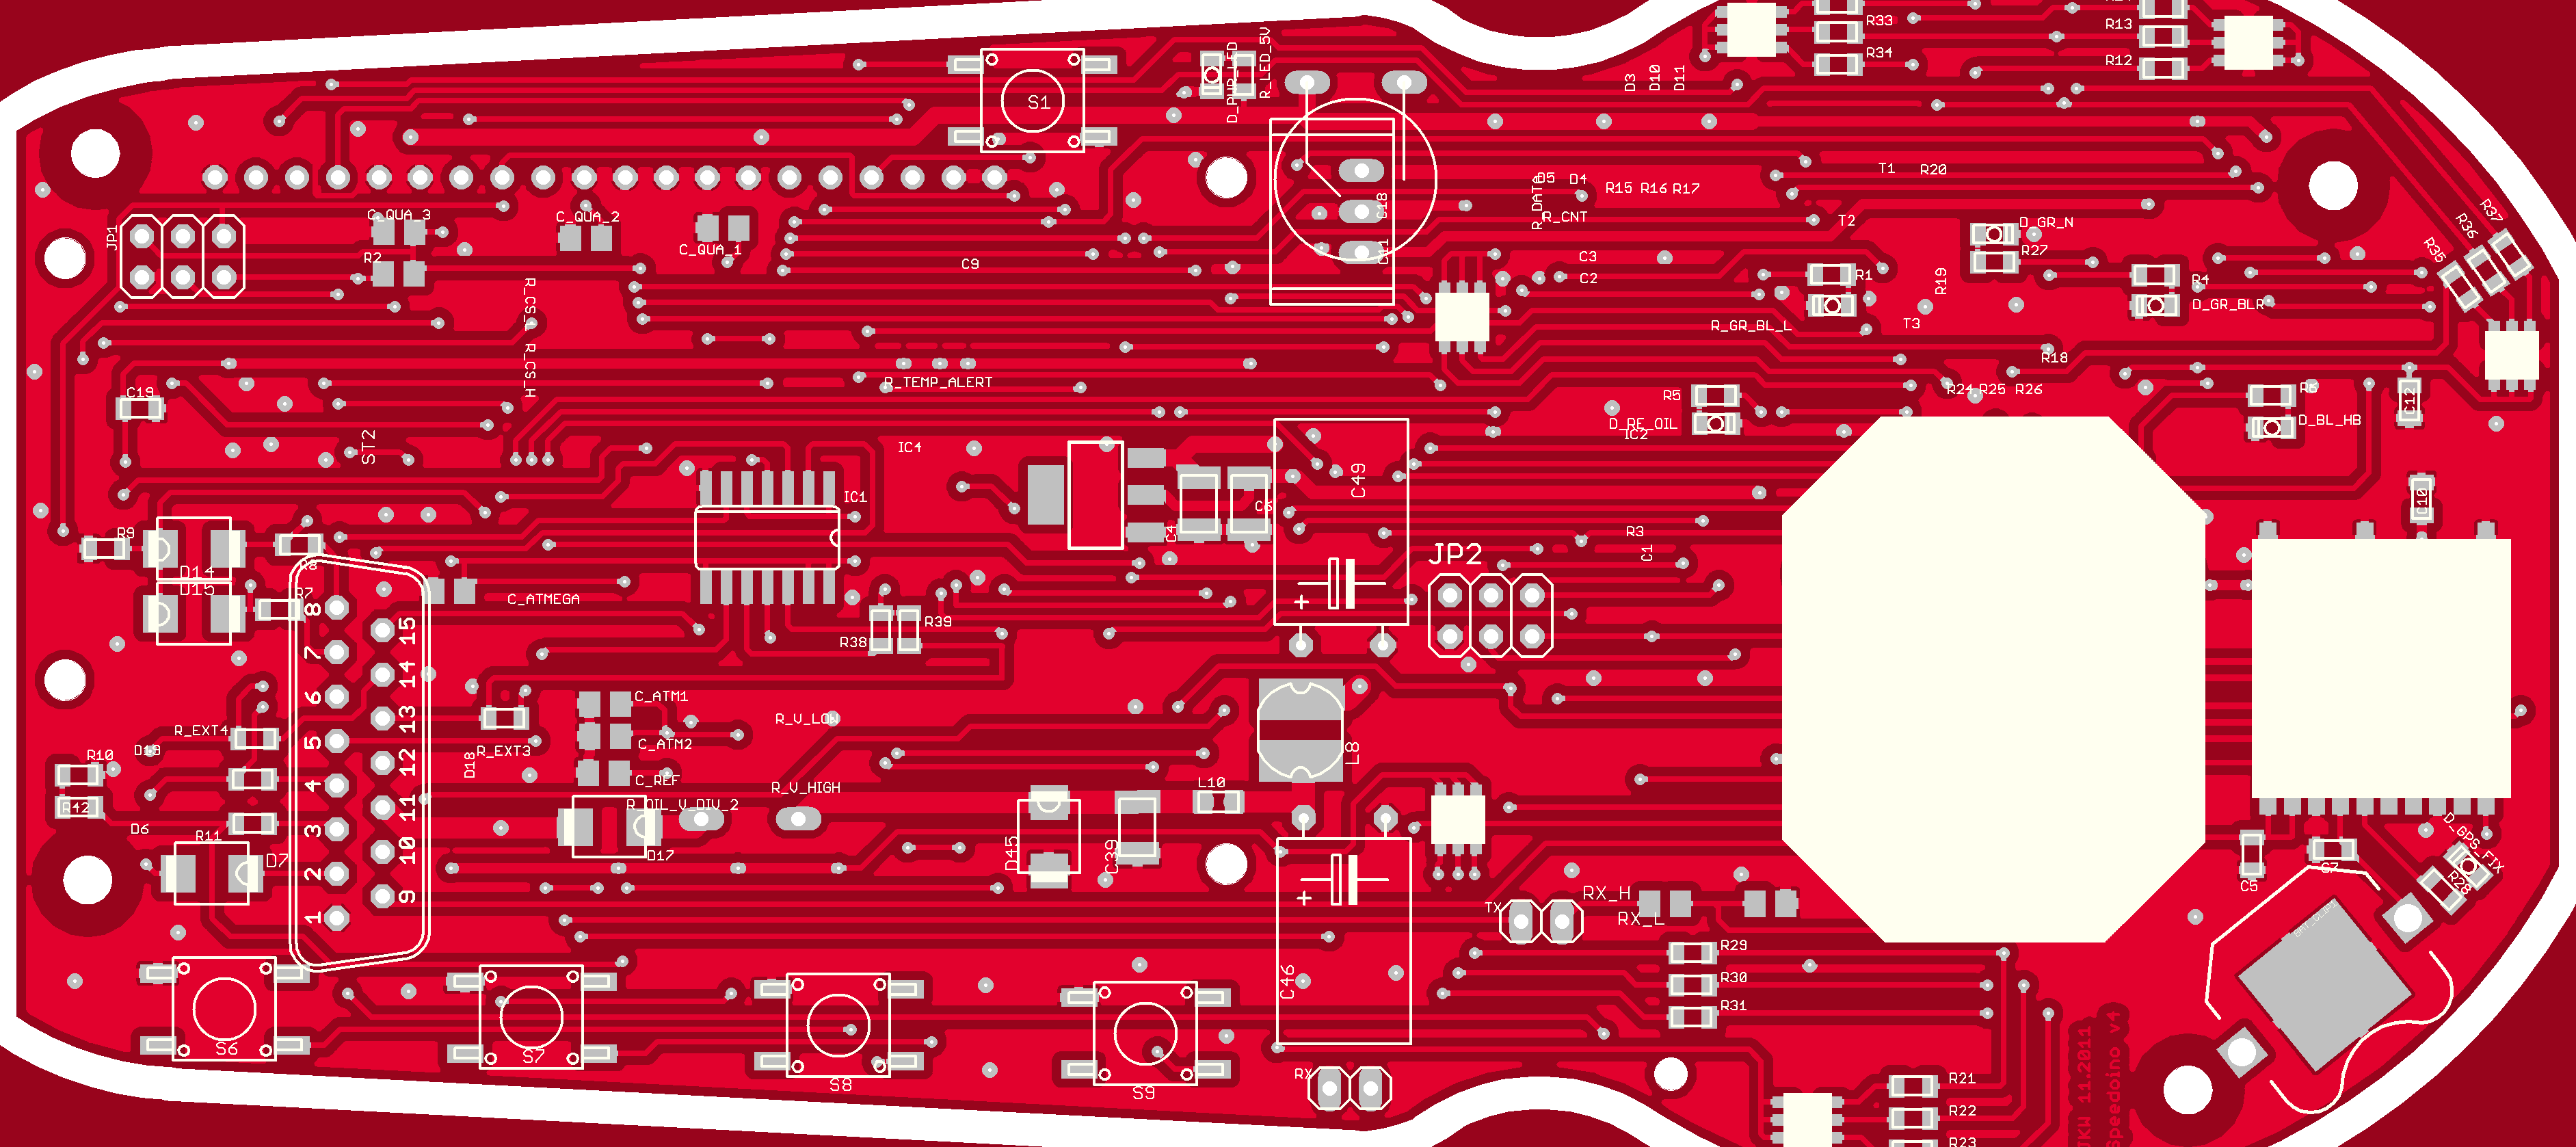 R33
R34
R13
R12
D3
D10
D11
D_PWR_LED
R_LED_5V
S1
T1
R20
D5
D4
R15
R16
R17
R_DATA
R_CNT
C18
T2
D_GR_N
R27
JP1
C_QUA_3
C_QUA_2
C_QUA_1
R2
C9
C3
C2
R1
R19
R4
D_GR_BLR
R35
R36
R37
R_GR_BL_L
T3
R18
R_CS_H
R_TEMP_ALERT
R24
R25
R26
C19
R5
D_RE_OIL
IC2
D_BL_HB
C12
ST2
IC4
C49
IC1
C6
C4
C10
R3
C1
JP2
R9
D14
D15
R8
R7
C_ATMEGA
R38
R39
8
7
6
5
4
3
2
1
15
14
13
12
11
10
9
C_ATM1
C_ATM2
C_REF
R_V_LOW
R_V_HIGH
R_OIL_V_DIV_2
R_EXT4
R_EXT3
D18
R10
R42
D6
R11
D7
D17
D45
C39
L10
L8
+
+
C46
TX
RX_H
RX_L
R29
R30
R31
C5
C7
D_GPS_FIX
R28
S6
S7
S8
S9
RX
R21
R22
R23
JKW 11.2011
Speedoino v4